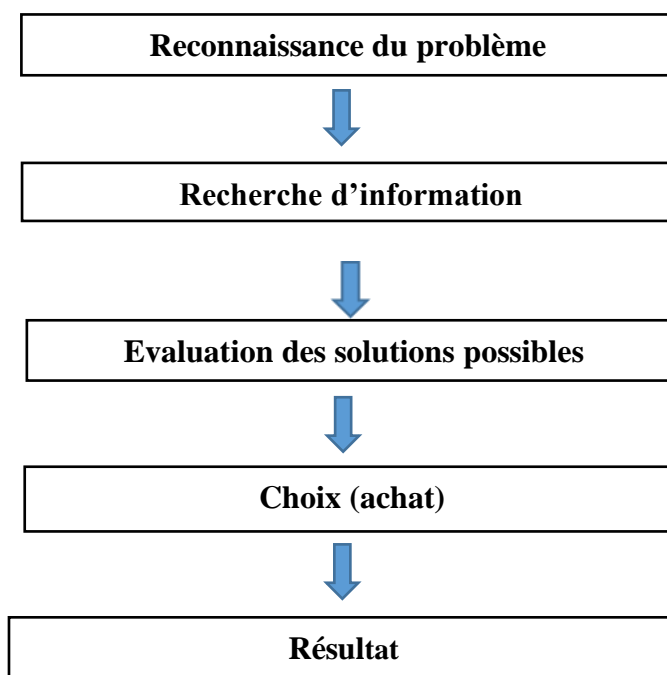 Reconnaissance du problème
Recherche d’information
Evaluation des solutions possibles
Choix (achat)
Résultat